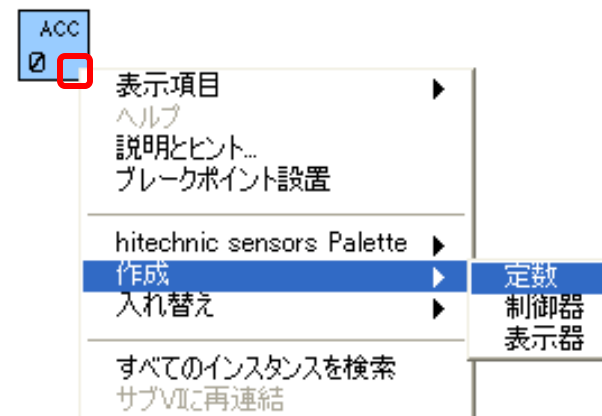 ACC
0
表示項目
ヘルプ
説明とヒント...
ブレークポイント設置
hitechnic sensors Palette
作成
定数
入れ替え
制御器
表示器
すべてのインスタンスを検索
サブVIに再連結